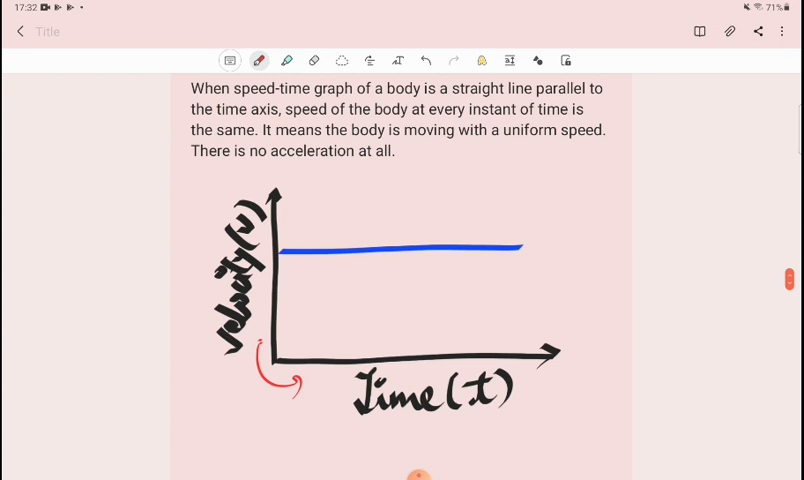 17:32
71%
Title
When speed-time graph of a body is a straight line parallel to
the time axis, speed of the body at every instant of time is
the same. It means the body is moving with a uniform speed.
There is no acceleration at all.
velocity(v)
Time(t)